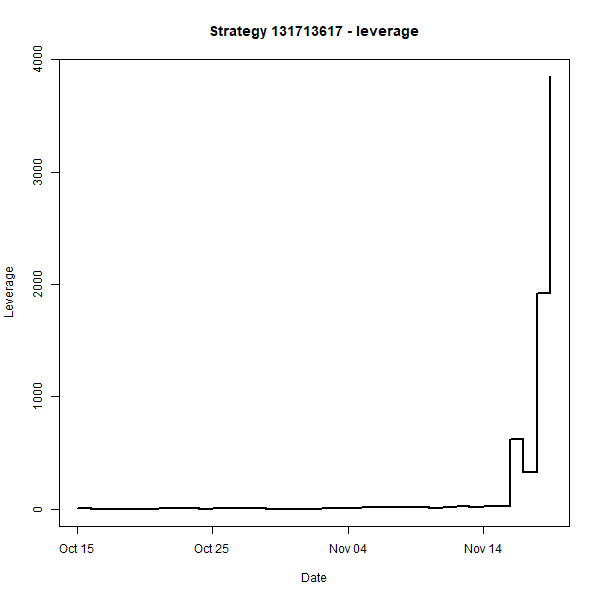 Strategy 131713617 - leverage
4000
3000
2000
1000
0
Leverage
Oct 15 Oct 25 Nov 04 Nov 14
Date